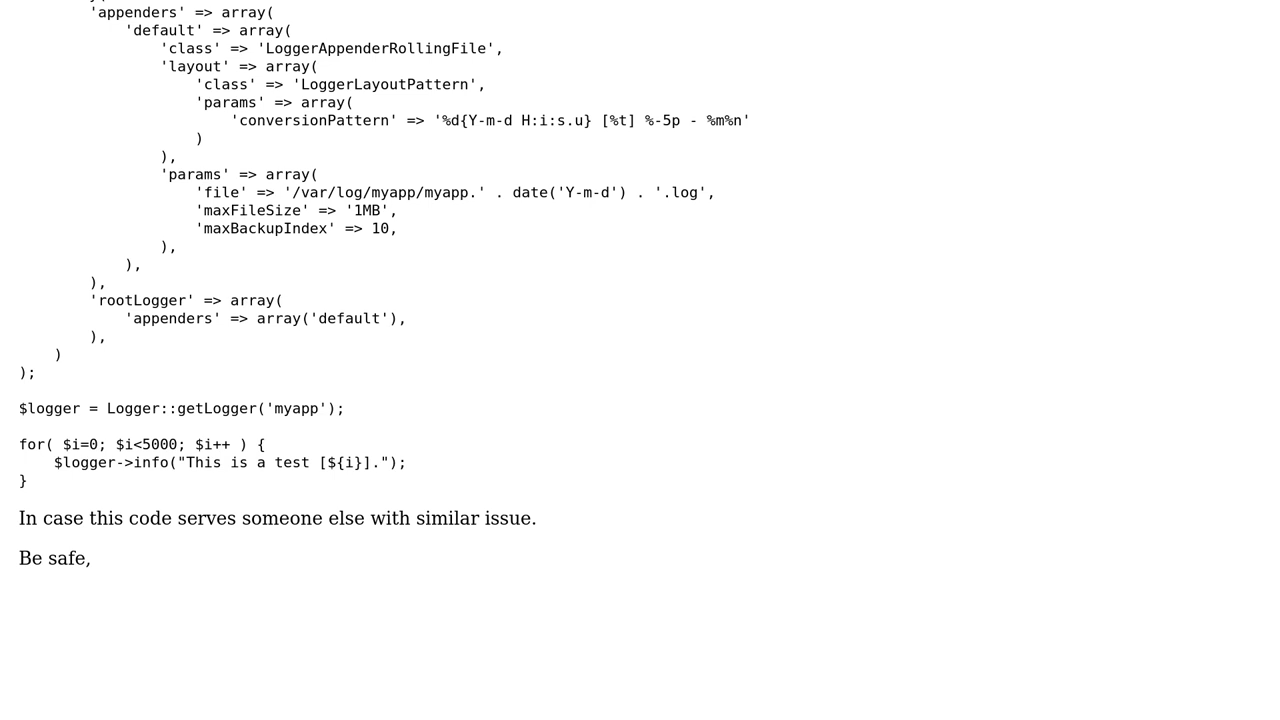 'appenders' => array(
            'default' => array(
                'class' => 'LoggerAppenderRollingFile',
                'layout' => array(
                    'class' => 'LoggerLayoutPattern',
                    'params' => array(
                        'conversionPattern' => '%d{Y-m-d H:i:s.u} [%t] %-5p - %m%n'
                    )
                ),
                'params' => array(
                    'file' => '/var/log/myapp/myapp.' . date('Y-m-d') . '.log',
                    'maxFileSize' => '1MB',
                    'maxBackupIndex' => 10,
                ),
            ),
        ),
        'rootLogger' => array(
            'appenders' => array('default'),
        ),
    )
);

$logger = Logger::getLogger('myapp');

for( $i=0; $i<5000; $i++ ) {
    $logger->info("This is a test [${i}].");
}
In case this code serves someone else with similar issue.
Be safe,